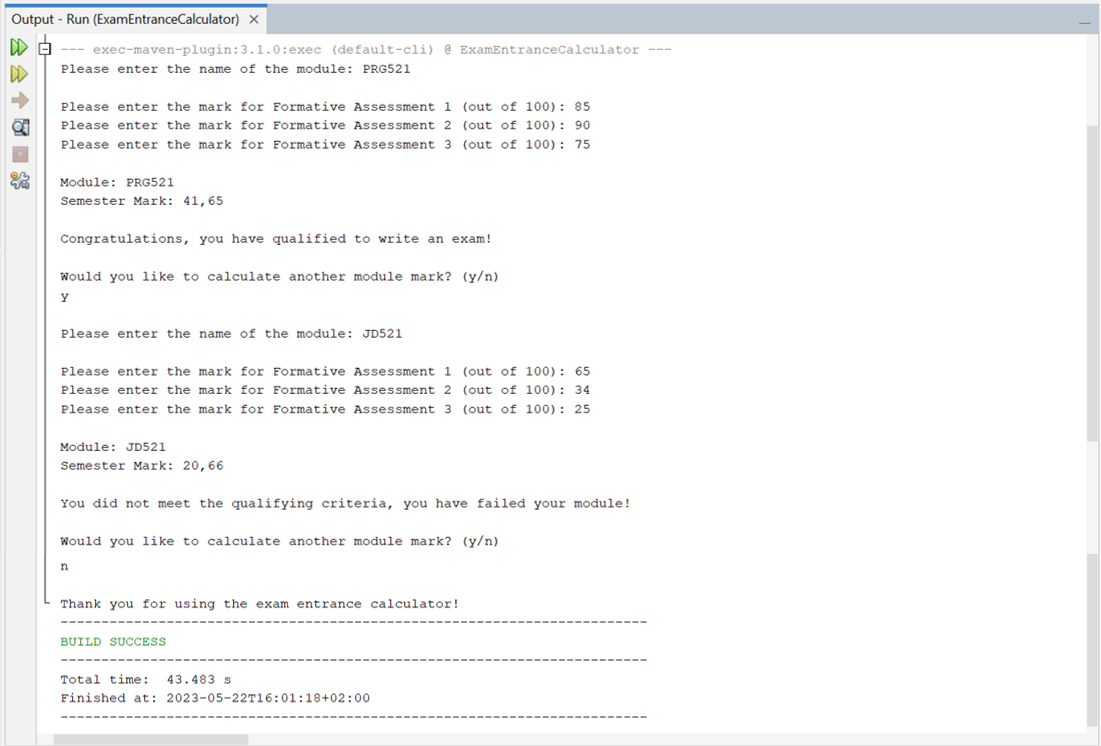 Output - Run (ExamEntranceCalculator)
--- exec-maven-plugin:3.1.0:exec (default-cli) @ ExamEntranceCalculator ---
Please enter the name of the module: PRG521
Please enter the mark for Formative Assessment 1 (out of 100): 85
Please enter the mark for Formative Assessment 2 (out of 100): 90
Please enter the mark for Formative Assessment 3 (out of 100): 75
Module: PRG521
Semester Mark: 41,65
Congratulations, you have qualified to write an exam!
Would you like to calculate another module mark? (y/n)
y
Please enter the name of the module: JD521
Please enter the mark for Formative Assessment 1 (out of 100): 65
Please enter the mark for Formative Assessment 2 (out of 100): 34
Please enter the mark for Formative Assessment 3 (out of 100): 25
Module: JD521
Semester Mark: 20,66
You did not meet the qualifying criteria, you have failed your module!
Would you like to calculate another module mark? (y/n)
n
Thank you for using the exam entrance calculator!
------------------------------------------------------------------------
BUILD SUCCESS
------------------------------------------------------------------------
Total time:  43.483 s
Finished at: 2023-05-22T16:01:18+02:00
------------------------------------------------------------------------